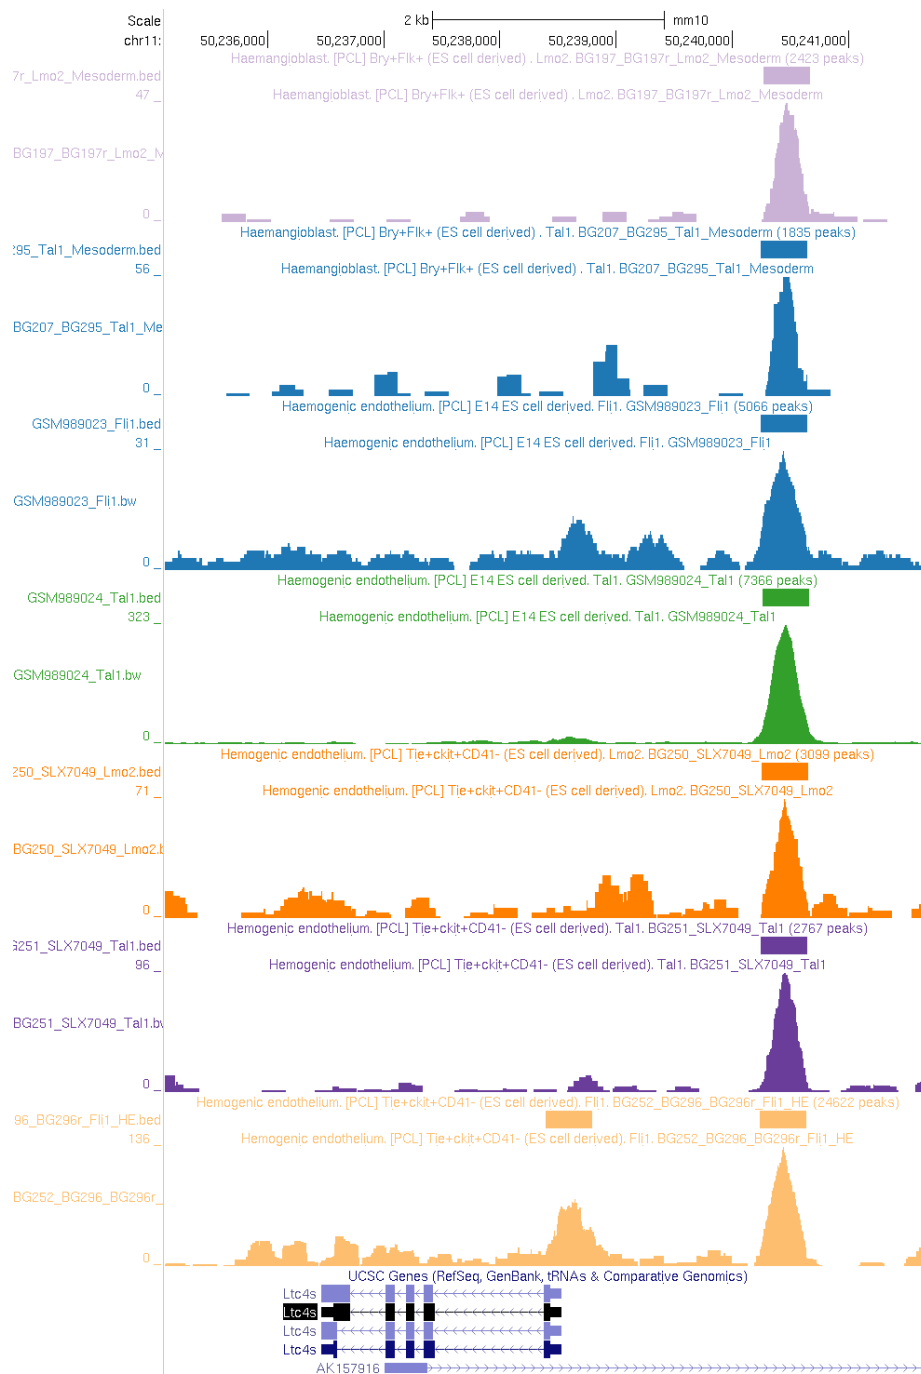 Scale 2 kb mm10
chr11: 50,236,000 50,237,000 50,238,000 50,239,000 50,240,000 50,241,000
Haemangioblast. [PCL] Bry+Flk+ (ES cell derived) . Lmo2. BG197_BG197r_Lmo2_Mesoderm (2423 peaks)
7r_Lmo2_Mesoderm.bed
47 _ Haemangioblast. [PCL] Bry+Flk+ (ES cell derived) . Lmo2. BG197_BG197r_Lmo2_Mesoderm
BG197_BG197r_Lmo2_M
0 _
Haemangioblast. [PCL] Bry+Flk+ (ES cell derived) . Tal1. BG207_BG295_Tal1_Mesoderm (1835 peaks)
295_Tal1_Mesoderm.bed
56 _ Haemangioblast. [PCL] Bry+Flk+ (ES cell derived) . Tal1. BG207_BG295_Tal1_Mesoderm
BG207_BG295_Tal1_Me
0 _
Haemogenic endothelium. [PCL] E14 ES cell derived. Fli1. GSM989023_Fli1 (5066 peaks)
GSM989023_Fli1.bed
31 _ Haemogenic endothelium. [PCL] E14 ES cell derived. Fli1. GSM989023_Fli1
GSM989023_Fli1.bw
0 _
Haemogenic endothelium. [PCL] E14 ES cell derived. Tal1. GSM989024_Tal1 (7366 peaks)
GSM989024_Tal1.bed
323 _ Haemogenic endothelium. [PCL] E14 ES cell derived. Tal1. GSM989024_Tal1
GSM989024_Tal1.bw
0 _
Hemogenic endothelium. [PCL] Tie+ckit+CD41- (ES cell derived). Lmo2. BG250_SLX7049_Lmo2 (3099 peaks)
250_SLX7049_Lmo2.bed
71 _ Hemogenic endothelium. [PCL] Tie+ckit+CD41- (ES cell derived). Lmo2. BG250_SLX7049_Lmo2
BG250_SLX7049_Lmo2.b
0 _
Hemogenic endothelium. [PCL] Tie+ckit+CD41- (ES cell derived). Tal1. BG251_SLX7049_Tal1 (2767 peaks)
G251_SLX7049_Tal1.bed
96 _ Hemogenic endothelium. [PCL] Tie+ckit+CD41- (ES cell derived). Tal1. BG251_SLX7049_Tal1
BG251_SLX7049_Tal1.bw
0 _
Hemogenic endothelium. [PCL] Tie+ckit+CD41- (ES cell derived). Fli1. BG252_BG296_BG296r_Fli1_HE (24622 peaks)
96_BG296r_Fli1_HE.bed
136 _ Hemogenic endothelium. [PCL] Tie+ckit+CD41- (ES cell derived). Fli1. BG252_BG296_BG296r_Fli1_HE
BG252_BG296_BG296r_
0 _
UCSC Genes (RefSeq, GenBank, tRNAs & Comparative Genomics)
Ltc4s
Ltc4s
Ltc4s
Ltc4s
AK157916